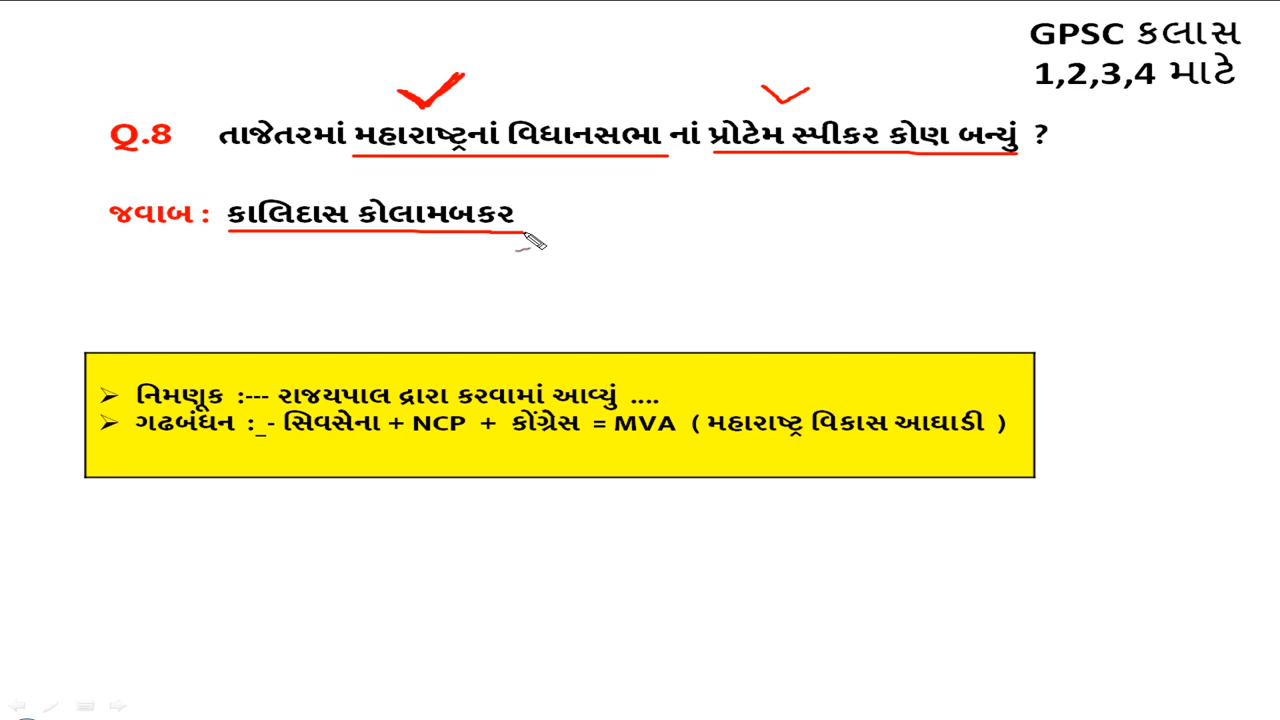 GPSC કલાસ
1,2,3,4 માટે
Q.8 તાજેતરમાં મહારાષ્ટ્રનાં વિધાનસભા નાં પ્રોટેમ સ્પીકર કોણ બન્યું ?
જવાબ : કાલિદાસ કોલામબકર
➢ નિમણૂક :--- રાજયપાલ દ્રારા કરવામાં આવ્યું ....
➢ ગઢબંધન :_- સિવસેના + NCP + કોંગ્રેસ = MVA ( મહારાષ્ટ્ર વિકાસ આઘાડી )